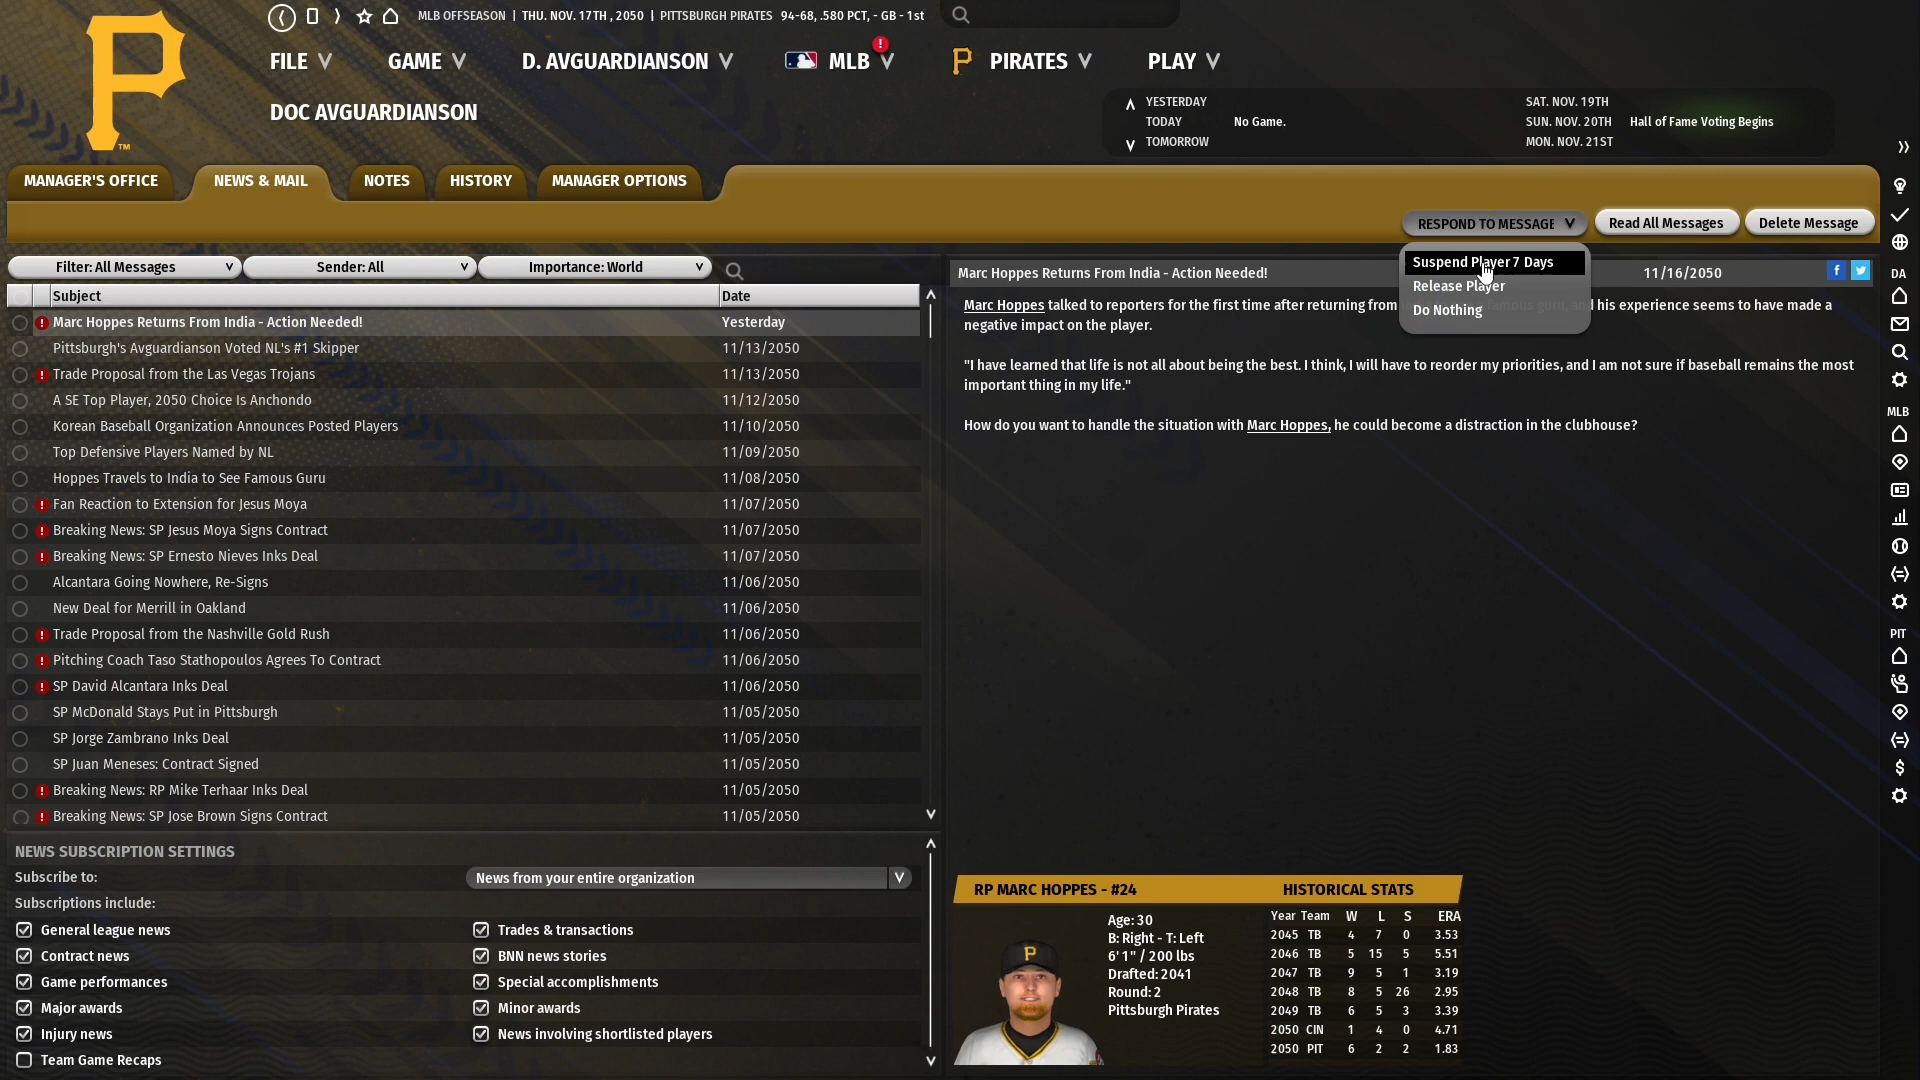 MLB OFFSEASON | THU. NOV. 17TH , 2050 | PITTSBURGH PIRATES 94-68, .580 PCT, - GB - 1st
FILE GAME D. AVGUARDIANSON MLB ! P PIRATES PLAY
P
TM
DOC AVGUARDIANSON
YESTERDAY
TODAY No Game.
TOMORROW
SAT. NOV. 19TH
SUN. NOV. 20TH Hall of Fame Voting Begins
MON. NOV. 21ST
MANAGER'S OFFICE NEWS & MAIL NOTES HISTORY MANAGER OPTIONS
RESPOND TO MESSAGE Read All Messages Delete Message
Suspend Player 7 Days
Release Player
Do Nothing
Filter: All Messages Sender: All Importance: World
Subject Date
! Marc Hoppes Returns From India - Action Needed! Yesterday
Pittsburgh's Avguardianson Voted NL's #1 Skipper 11/13/2050
! Trade Proposal from the Las Vegas Trojans 11/13/2050
A SE Top Player, 2050 Choice Is Anchondo 11/12/2050
Korean Baseball Organization Announces Posted Players 11/10/2050
Top Defensive Players Named by NL 11/09/2050
Hoppes Travels to India to See Famous Guru 11/08/2050
! Fan Reaction to Extension for Jesus Moya 11/07/2050
! Breaking News: SP Jesus Moya Signs Contract 11/07/2050
! Breaking News: SP Ernesto Nieves Inks Deal 11/07/2050
Alcantara Going Nowhere, Re-Signs 11/06/2050
New Deal for Merrill in Oakland 11/06/2050
! Trade Proposal from the Nashville Gold Rush 11/06/2050
! Pitching Coach Taso Stathopoulos Agrees To Contract 11/06/2050
! SP David Alcantara Inks Deal 11/06/2050
SP McDonald Stays Put in Pittsburgh 11/05/2050
SP Jorge Zambrano Inks Deal 11/05/2050
SP Juan Meneses: Contract Signed 11/05/2050
! Breaking News: RP Mike Terhaar Inks Deal 11/05/2050
! Breaking News: SP Jose Brown Signs Contract 11/05/2050
NEWS SUBSCRIPTION SETTINGS
Subscribe to: News from your entire organization
Subscriptions include:
General league news Trades & transactions
Contract news BNN news stories
Game performances Special accomplishments
Major awards Minor awards
Injury news News involving shortlisted players
Team Game Recaps
Marc Hoppes Returns From India - Action Needed! 11/16/2050
Marc Hoppes talked to reporters for the first time after returning from famous guru, and his experience seems to have made a
negative impact on the player.
"I have learned that life is not all about being the best. I think, I will have to reorder my priorities, and I am not sure if baseball remains the most
important thing in my life."
How do you want to handle the situation with Marc Hoppes, he could become a distraction in the clubhouse?
RP MARC HOPPES - #24 HISTORICAL STATS
Age: 30
B: Right - T: Left
6' 1" / 200 lbs
Drafted: 2041
Round: 2
Pittsburgh Pirates
P
Year Team W L S ERA
2045 TB 4 7 0 3.53
2046 TB 5 15 5 5.51
2047 TB 9 5 1 3.19
2048 TB 8 5 26 2.95
2049 TB 6 5 3 3.39
2050 CIN 1 4 0 4.71
2050 PIT 6 2 2 1.83
DA
MLB
PIT
$